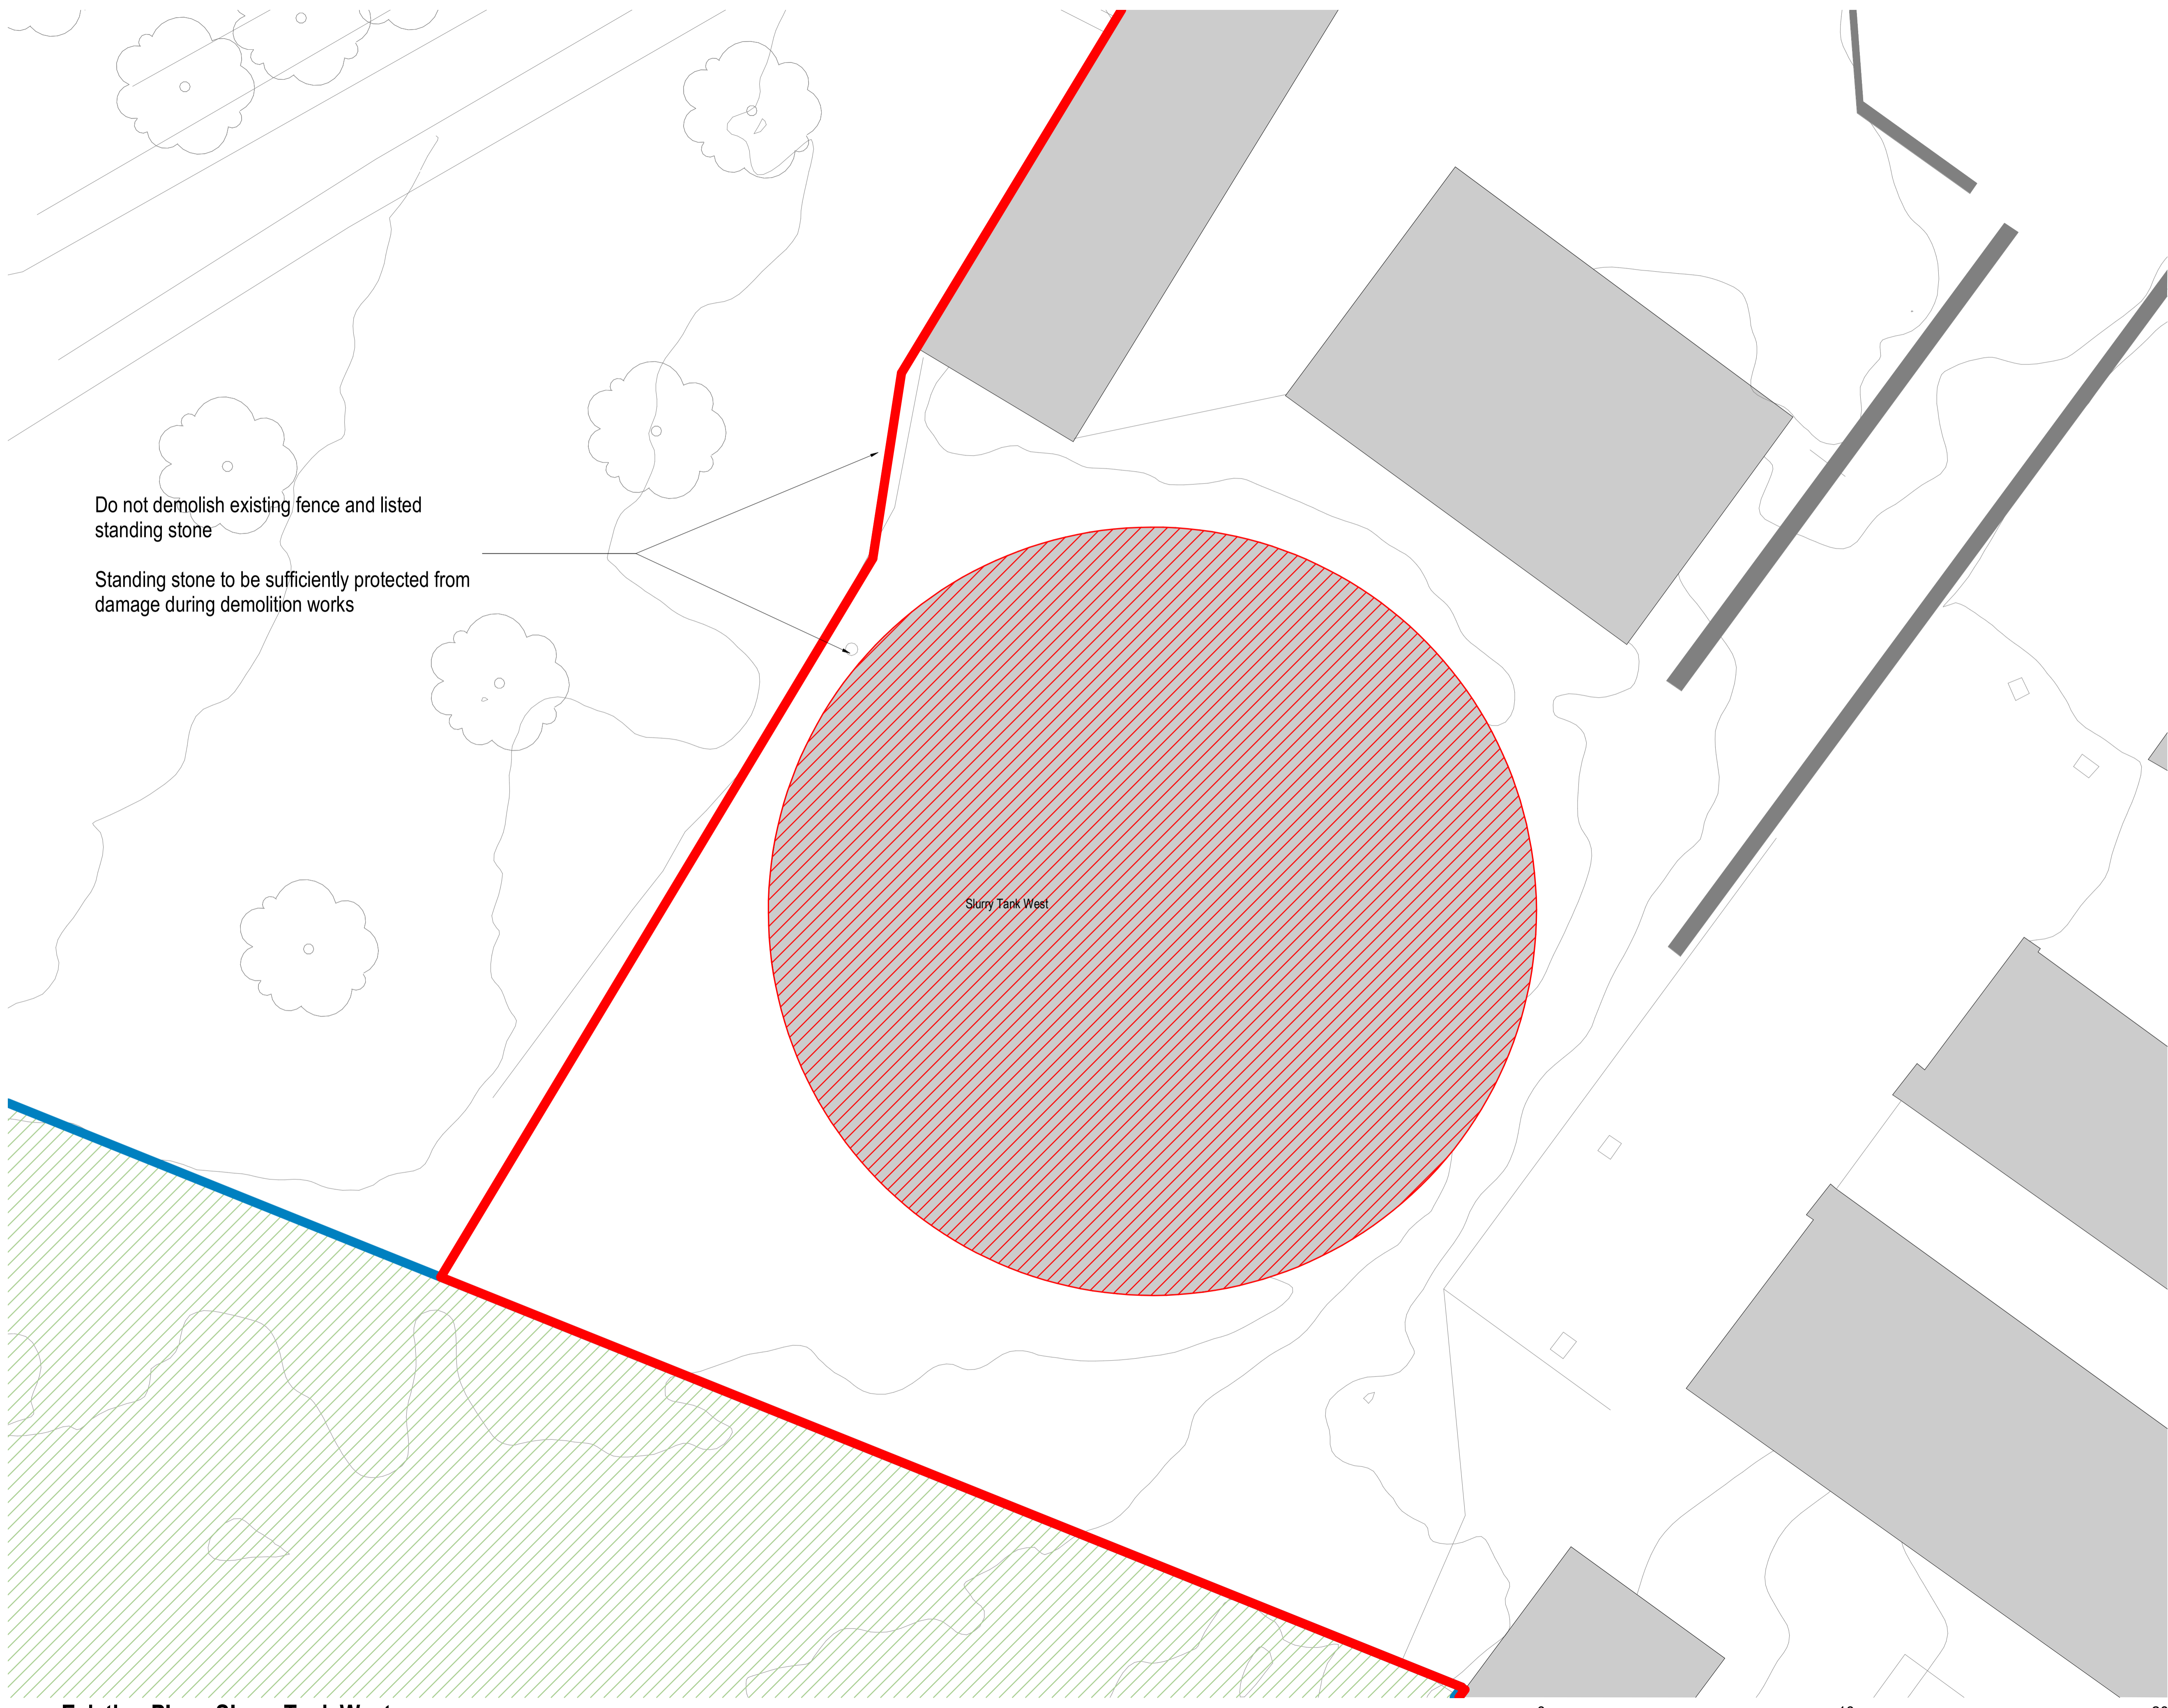 Do not demolish existing fence and listed
standing stone
Standing stone to be sufficiently protected from
damage during demolition works
Slurry Tank West